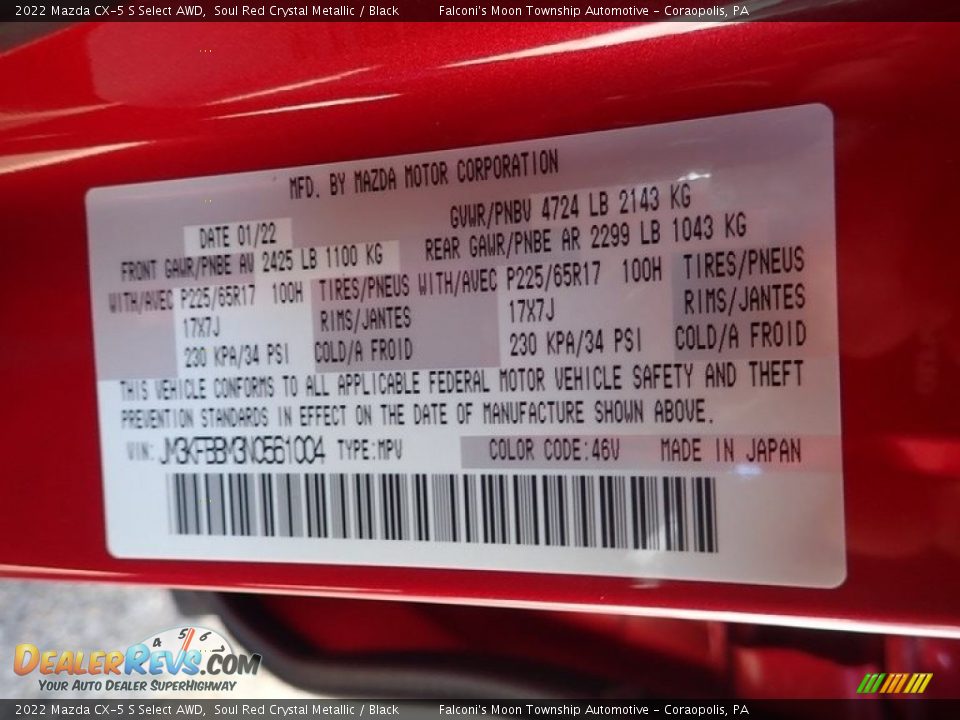 2022 Mazda CX-5 S Select AWD, Soul Red Crystal Metallic / Black Falconi's Moon Township Automotive - Coraopolis, PA
MFD. BY MAZDA MOTOR CORPORATION
DATE 01/22 GVWR/PNBV 4724 LB 2143 KG
FRONT GAWR/PNBE AV 2425 LB 1100 KG REAR GAWR/PNBE AR 2299 LB 1043 KG
WITH/AVEC P225/65R17 100H TIRES/PNEUS WITH/AVEC P225/65R17 100H TIRES/PNEUS
17X7J RIMS/JANTES 17X7J RIMS/JANTES
230 KPA/34 PSI COLD/A FROID 230 KPA/34 PSI COLD/A FROID
THIS VEHICLE CONFORMS TO ALL APPLICABLE FEDERAL MOTOR VEHICLE SAFETY AND THEFT
PREVENTION STANDARDS IN EFFECT ON THE DATE OF MANUFACTURE SHOWN ABOVE.
VIN: JM3KFBBM3N0561004 TYPE:MPV COLOR CODE:46V MADE IN JAPAN
4 5 6
DealerRevs.com
Your Auto Dealer SuperHighway
2022 Mazda CX-5 S Select AWD, Soul Red Crystal Metallic / Black Falconi's Moon Township Automotive - Coraopolis, PA